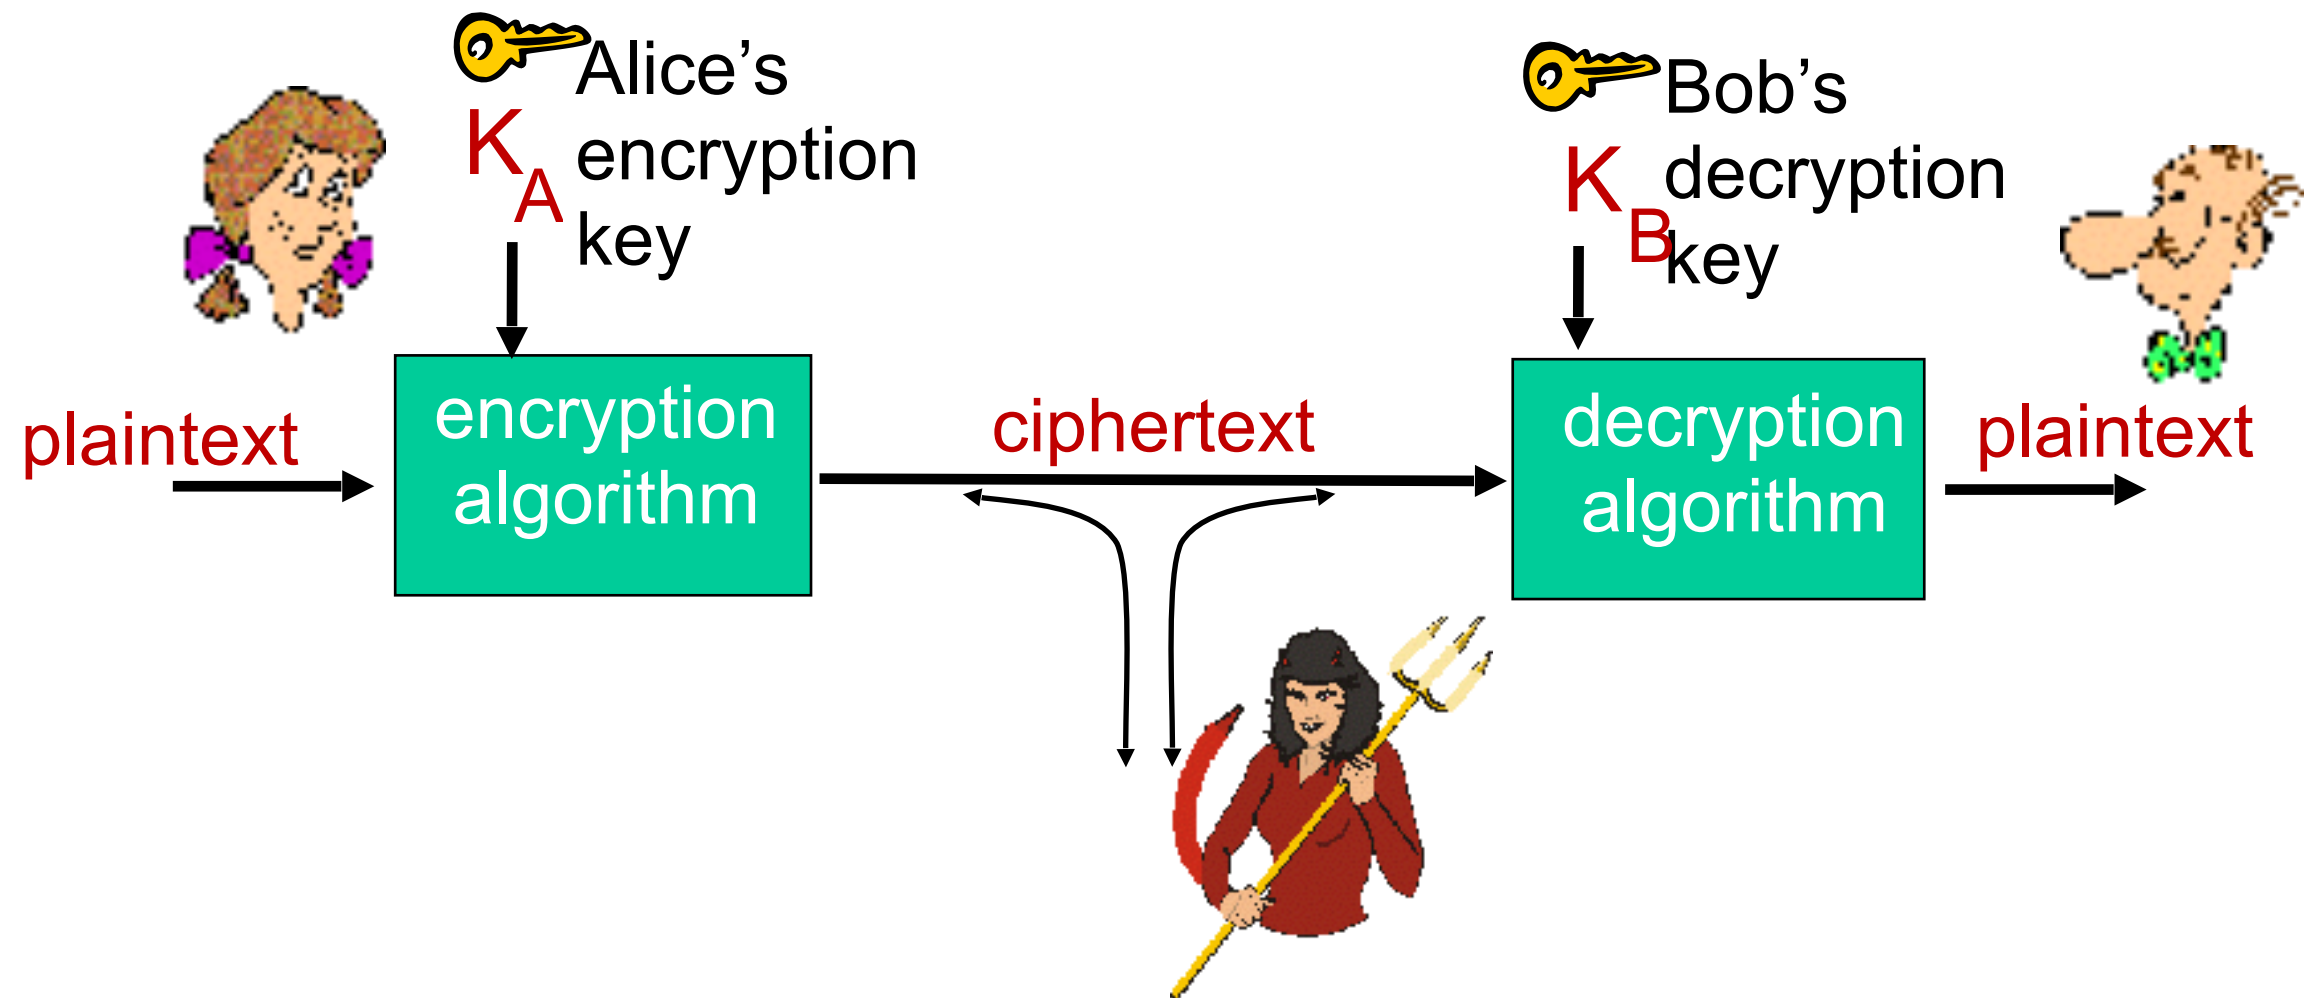 Alice’s
encryption
key
K
A
Bob’s
decryption
key
K
B
plaintext
encryption
algorithm
ciphertext
decryption
algorithm
plaintext